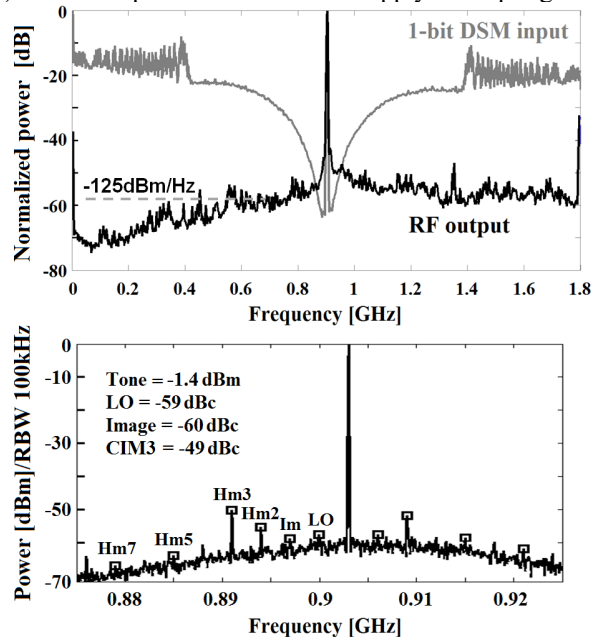 1-bit DSM input
Normalized power [dB]
0
-20
-40
-60
-80
-125dBm/Hz
RF output
0 0.2 0.4 0.6 0.8 1 1.2 1.4 1.6 1.8
Frequency [GHz]
Power [dBm]/RBW 100kHz
0
-10
-30
-50
-70
Tone = -1.4 dBm
LO = -59 dBc
Image = -60 dBc
CIM3 = -49 dBc
Hm7 Hm5 Hm3 Hm2 Im LO
0.88 0.89 0.9 0.91 0.92
Frequency [GHz]